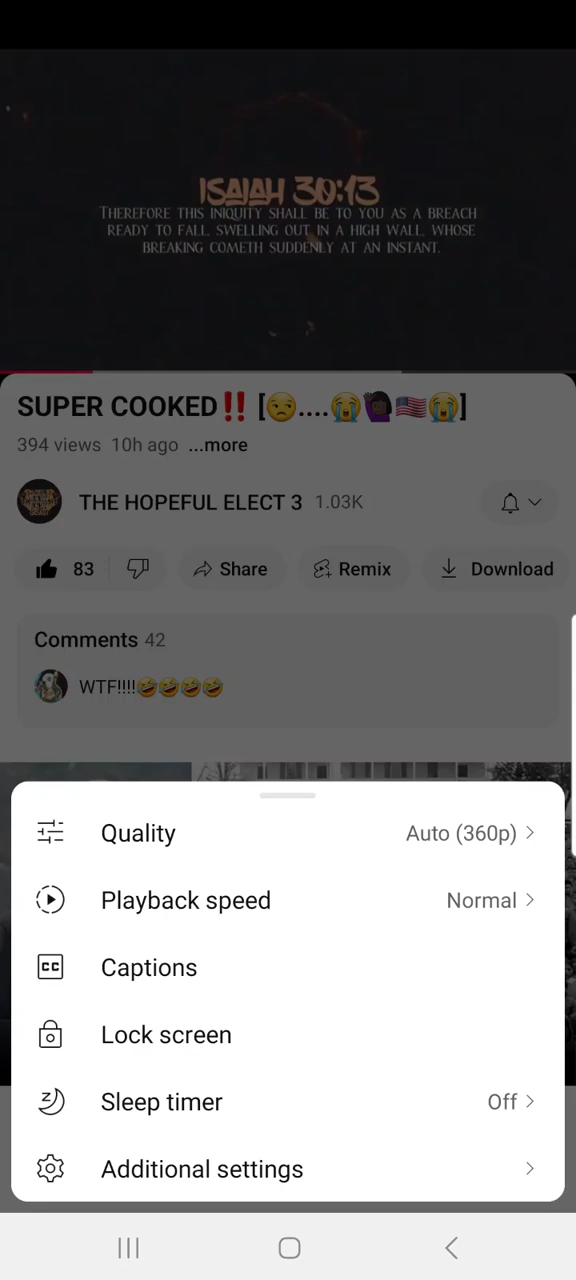 ISAIAH 30:13
THEREFORE THIS INIQUITY SHALL BE TO YOU AS A BREACH
READY TO FALL, SWELLING OUT IN A HIGH WALL, WHOSE
BREAKING COMETH SUDDENLY AT AN INSTANT.
SUPER COOKED‼️ [😒....😭🙋🏿‍♀️🇺🇸😭]
394 views 10h ago ...more
THE HOPEFUL ELECT 3 1.03K
83 Share Remix Download
Comments 42
WTF!!!!🤣🤣🤣🤣
Quality Auto (360p)
Playback speed Normal
CC Captions
Lock screen
Sleep timer Off
Additional settings